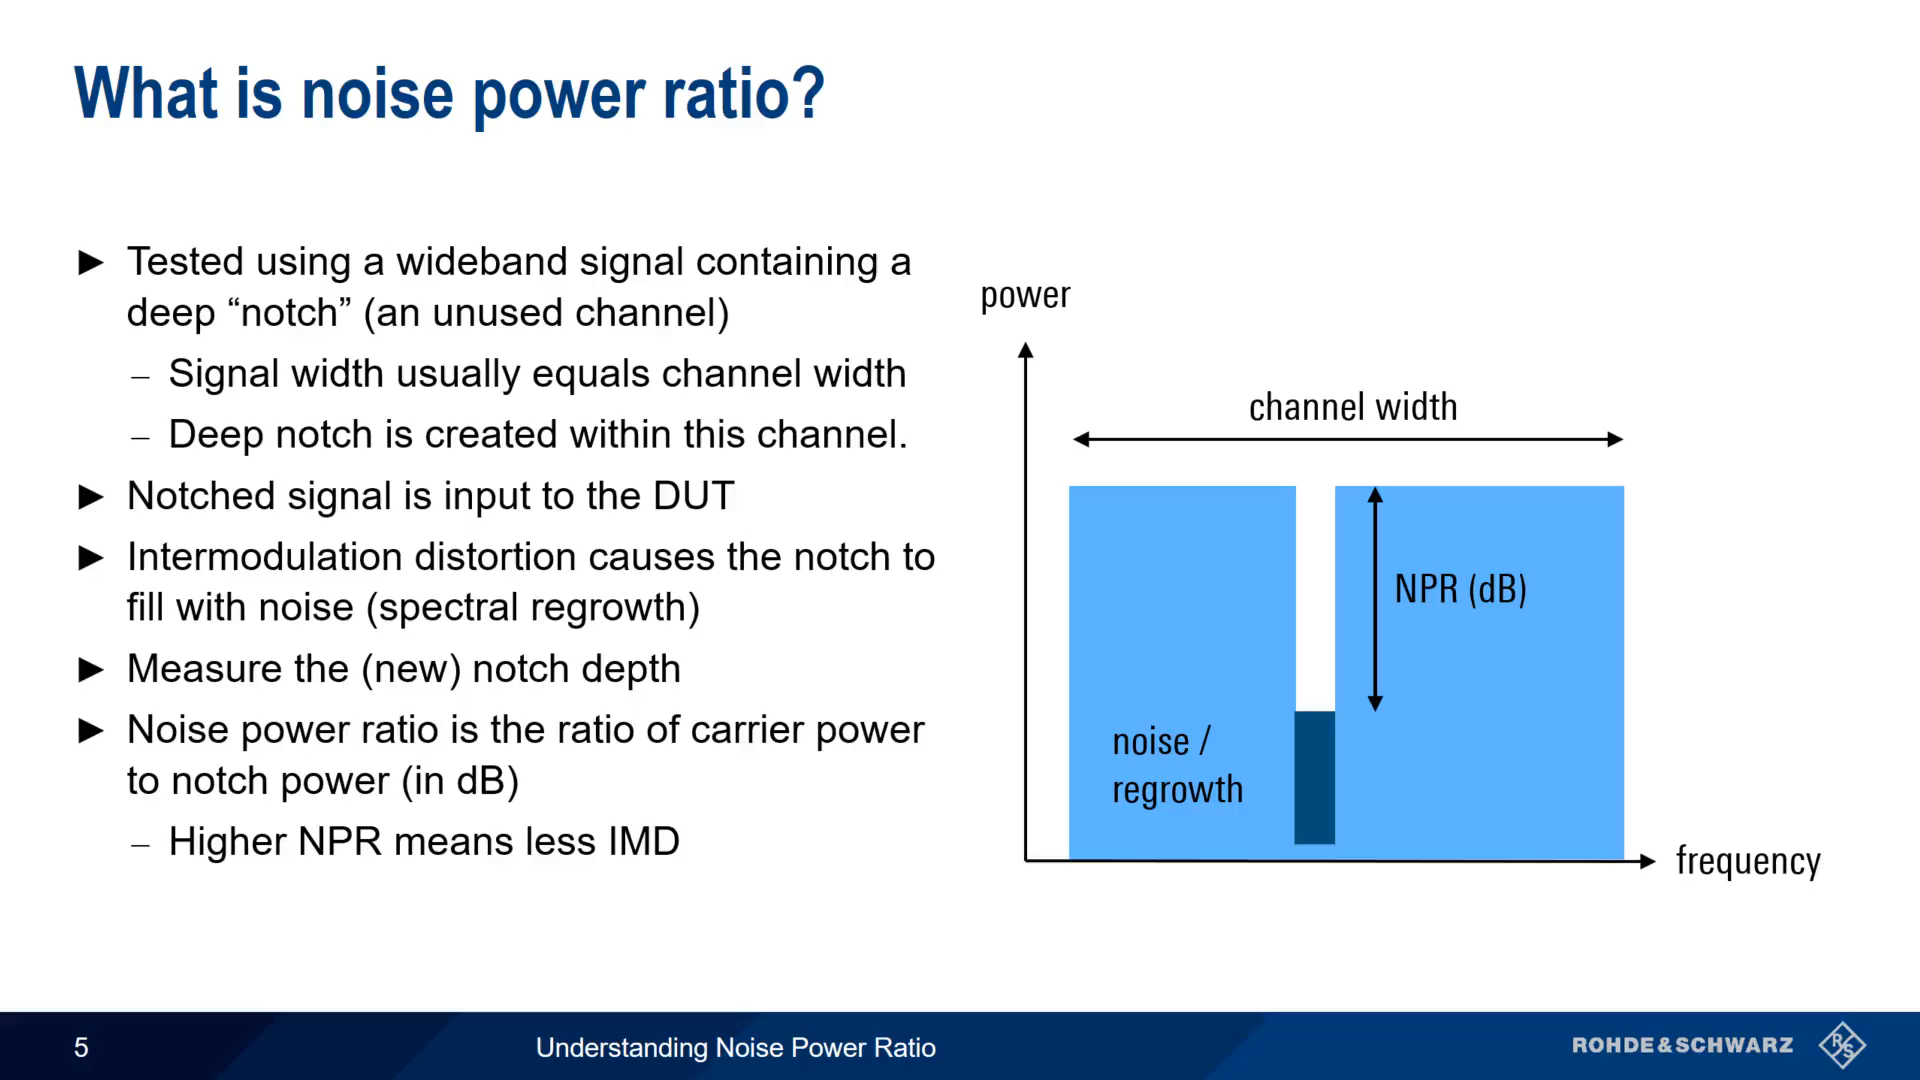 What is noise power ratio?
► Tested using a wideband signal containing a
deep “notch” (an unused channel)
– Signal width usually equals channel width
– Deep notch is created within this channel.
► Notched signal is input to the DUT
► Intermodulation distortion causes the notch to
fill with noise (spectral regrowth)
► Measure the (new) notch depth
► Noise power ratio is the ratio of carrier power
to notch power (in dB)
– Higher NPR means less IMD
power
channel width
NPR (dB)
noise /
regrowth
frequency
5
Understanding Noise Power Ratio
ROHDE&SCHWARZ
R&S